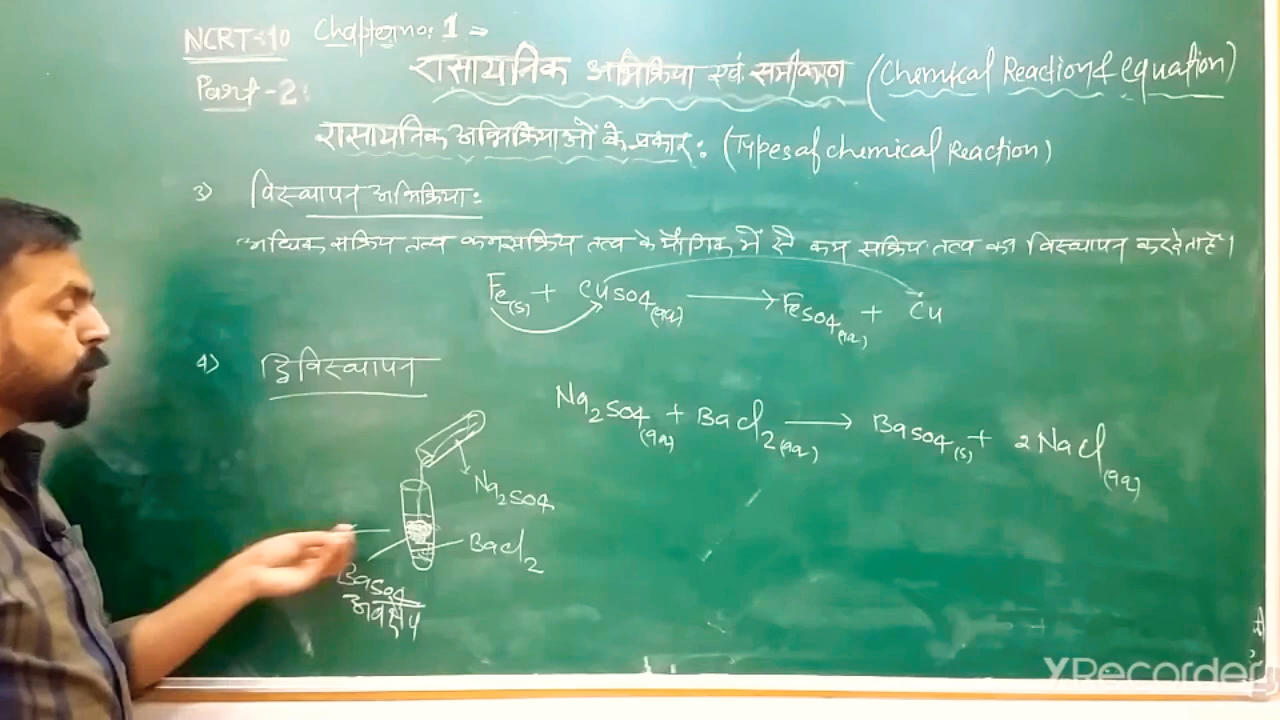 NCRT-10 Chapter no: 1 ⇒
रासायनिक अभिक्रिया एवं समीकरण (Chemical Reaction & equation)
Part-2:
रासायनिक अभिक्रियाओं के प्रकार: (Types of chemical Reaction)
3) विस्थापन अभिक्रिया:
अधिक सक्रिय तत्व कम सक्रिय तत्व के यौगिक में से कम सक्रिय तत्व का विस्थापन कर देता है।
Fe(s) + CuSO4(aq) → FeSO4(aq) + Cu
4) द्विविस्थापन
Na2SO4(aq) + BaCl2(aq) → BaSO4(s) + 2NaCl(aq)
Na2SO4
BaCl2
BaSO4
अवक्षेप
XRecorder